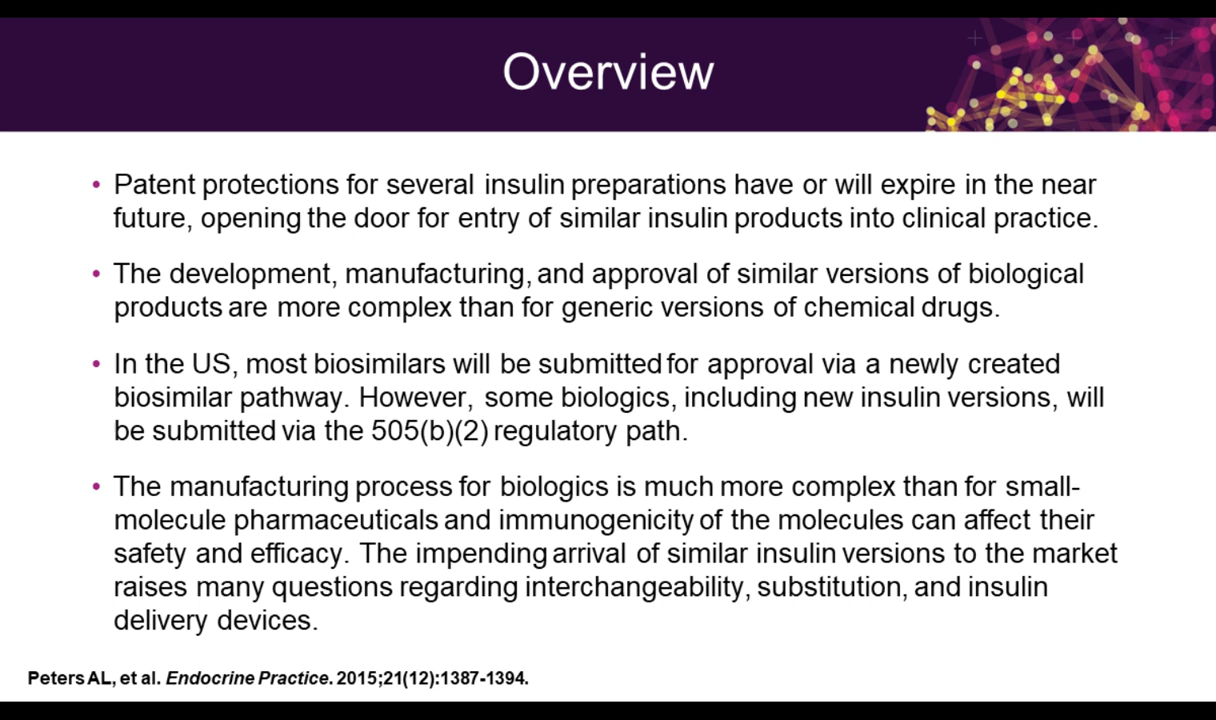 Overview
• Patent protections for several insulin preparations have or will expire in the near
future, opening the door for entry of similar insulin products into clinical practice.
• The development, manufacturing, and approval of similar versions of biological
products are more complex than for generic versions of chemical drugs.
• In the US, most biosimilars will be submitted for approval via a newly created
biosimilar pathway. However, some biologics, including new insulin versions, will
be submitted via the 505(b)(2) regulatory path.
• The manufacturing process for biologics is much more complex than for small-
molecule pharmaceuticals and immunogenicity of the molecules can affect their
safety and efficacy. The impending arrival of similar insulin versions to the market
raises many questions regarding interchangeability, substitution, and insulin
delivery devices.
Peters AL, et al. Endocrine Practice. 2015;21(12):1387-1394.